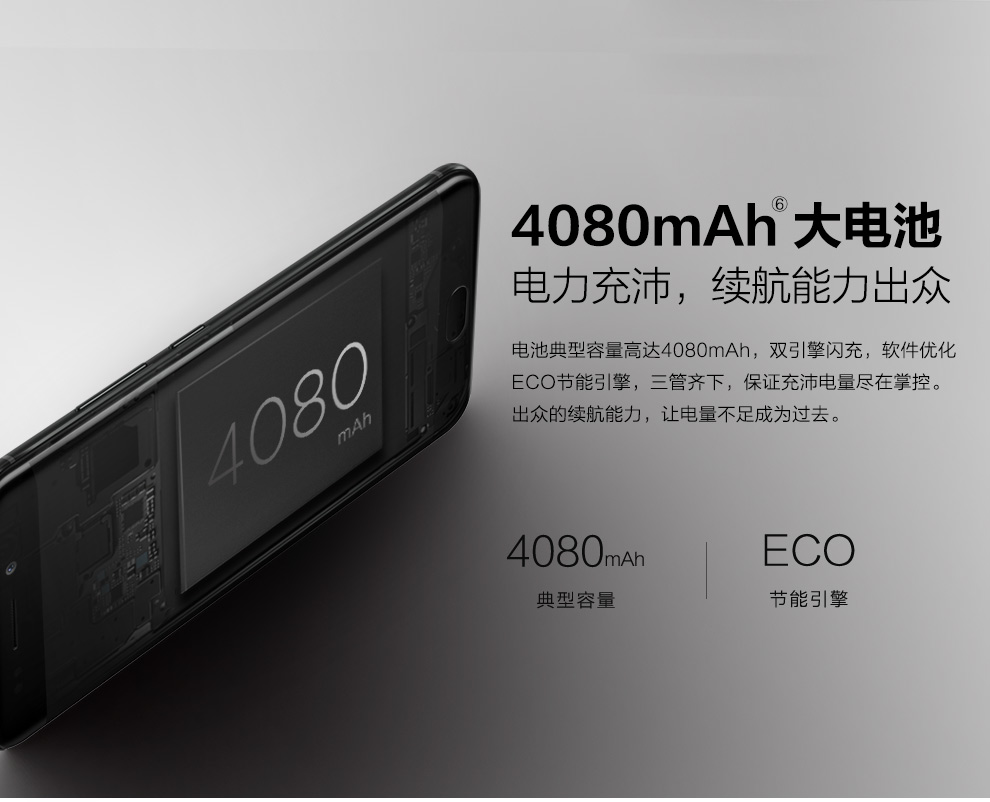 4080mAh⑥ 大电池
电力充沛，续航能力出众
电池典型容量高达4080mAh，双引擎闪充，软件优化
ECO节能引擎，三管齐下，保证充沛电量尽在掌控。
出众的续航能力，让电量不足成为过去。
4080
mAh
4080mAh
典型容量
ECO
节能引擎